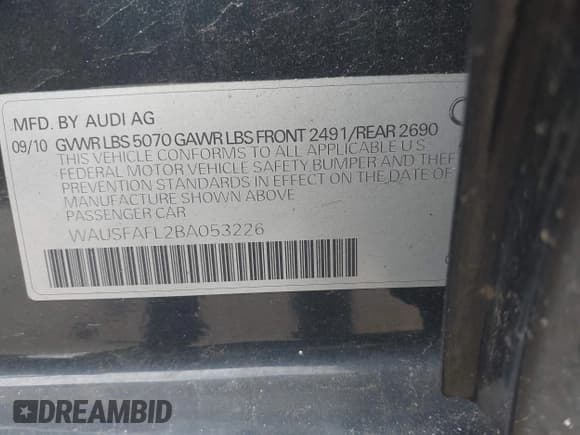 MFD. BY AUDI AG
09/10 GVWR LBS 5070 GAWR LBS FRONT 2491/REAR 2690
THIS VEHICLE CONFORMS TO ALL APPLICABLE U S
FEDERAL MOTOR VEHICLE SAFETY, BUMPER AND THEF
PREVENTION STANDARDS IN EFFECT ON THE DATE OF
MANUFACTURE SHOWN ABOVE
PASSENGER CAR
WAUSFAFL2BA053226
DREAMBID